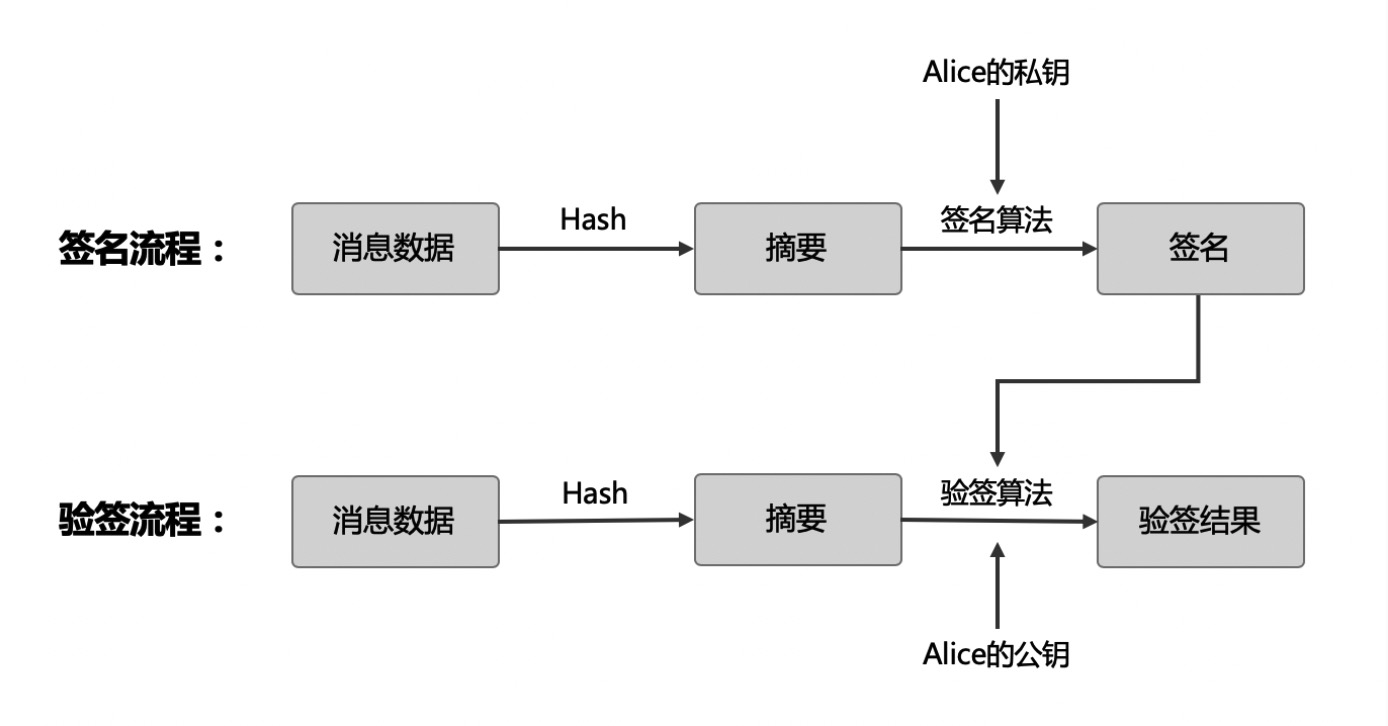 Alice的私钥
签名流程：
消息数据
Hash
摘要
签名算法
签名
验签流程：
消息数据
Hash
摘要
验签算法
验签结果
Alice的公钥